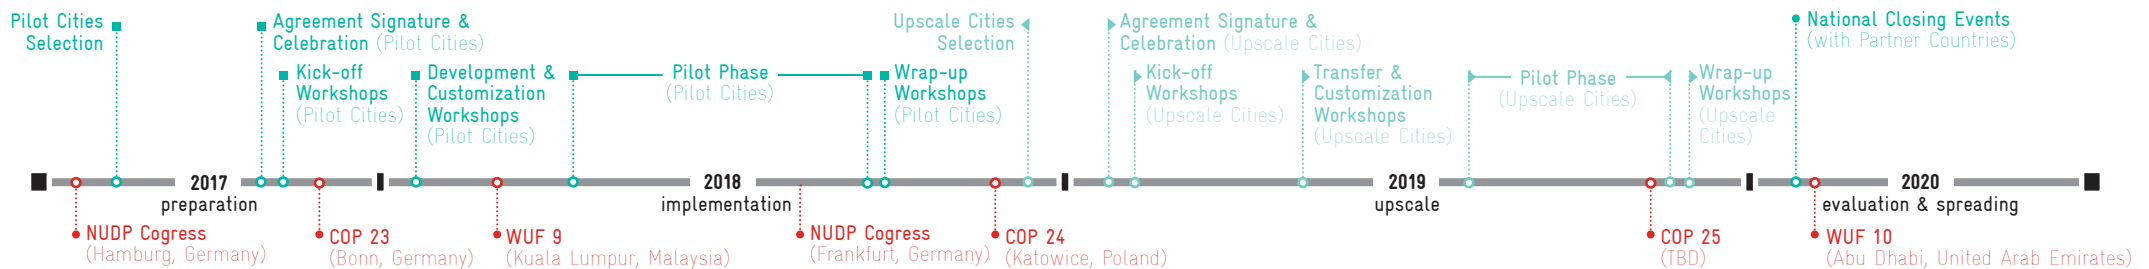 Pilot Cities
Selection
Agreement Signature &
Celebration (Pilot Cities)
Kick-off
Workshops
(Pilot Cities)
Development &
Customization
Workshops
(Pilot Cities)
Pilot Phase
(Pilot Cities)
Wrap-up
Workshops
(Pilot Cities)
Upscale Cities
Selection
Agreement Signature &
Celebration (Upscale Cities)
Kick-off
Workshops
(Upscale Cities)
Transfer &
Customization
Workshops
(Upscale Cities)
Pilot Phase
(Upscale Cities)
Wrap-up
Workshops
(Upscale
Cities)
National Closing Events
(with Partner Countries)
2017
preparation
2018
implementation
2019
upscale
2020
evaluation & spreading
NUDP Cogress
(Hamburg, Germany)
COP 23
(Bonn, Germany)
WUF 9
(Kuala Lumpur, Malaysia)
NUDP Cogress
(Frankfurt, Germany)
COP 24
(Katowice, Poland)
COP 25
(TBD)
WUF 10
(Abu Dhabi, United Arab Emirates)